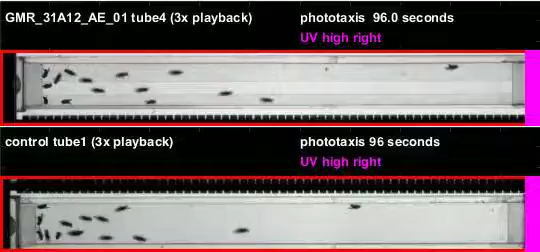 GMR_31A12_AE_01 tube4 (3x playback)
phototaxis 96.0 seconds
UV high right
control tube1 (3x playback)
phototaxis 96 seconds
UV high right